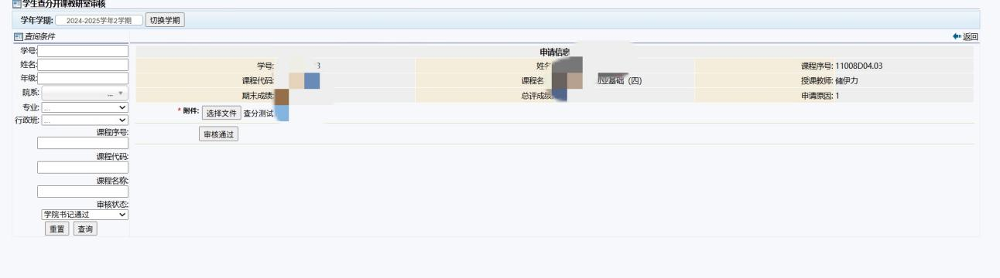 学生查分开课教研室审核
学年学期: 2024-2025学年2学期 切换学期
查询条件
返回
学号:
姓名:
年级:
院系: ...
专业: ...
行政班: ...
课程序号:
课程代码:
课程名称:
审核状态:
学院书记通过
重置 查询
申请信息
学号: 3 姓名 课程序号: 11008D04.03
课程代码: 课程名 业基础（四） 授课教师: 储伊力
期末成绩: 总评成绩 申请原因: 1
* 附件: 选择文件 查分测试
审核通过